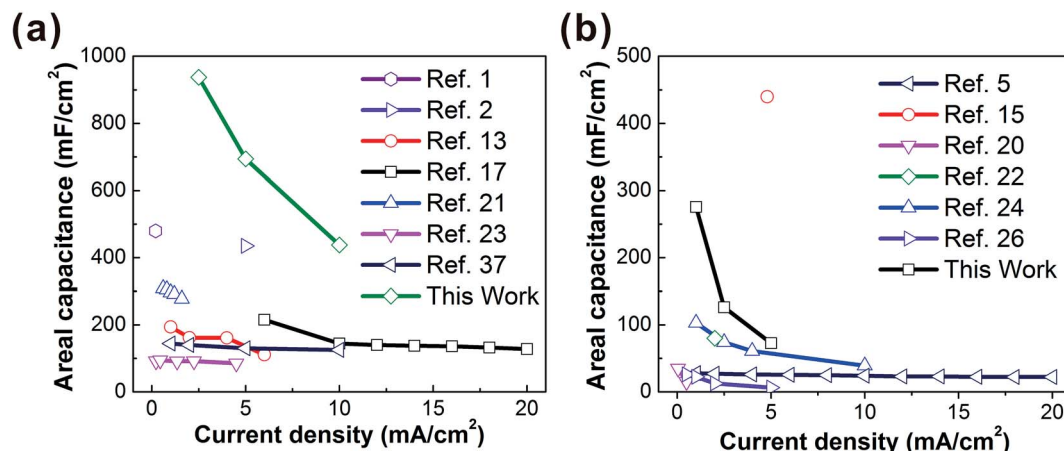 (a)
Areal capacitance (mF/cm²)
1000
800
600
400
200
0
Ref. 1
Ref. 2
Ref. 13
Ref. 17
Ref. 21
Ref. 23
Ref. 37
This Work
0 5 10 15 20
Current density (mA/cm²)
(b)
Areal capacitance (mF/cm²)
500
400
300
200
100
0
Ref. 5
Ref. 15
Ref. 20
Ref. 22
Ref. 24
Ref. 26
This Work
0 5 10 15 20
Current density (mA/cm²)